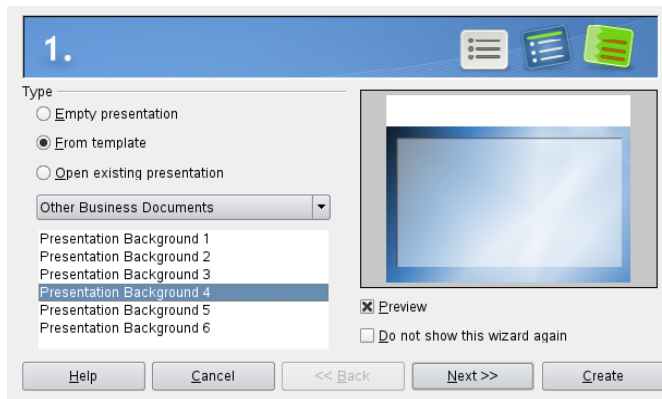 1.
Type
Empty presentation
From template
Open existing presentation
Other Business Documents
Presentation Background 1
Presentation Background 2
Presentation Background 3
Presentation Background 4
Presentation Background 5
Presentation Background 6
Preview
Do not show this wizard again
Help Cancel << Back Next >> Create